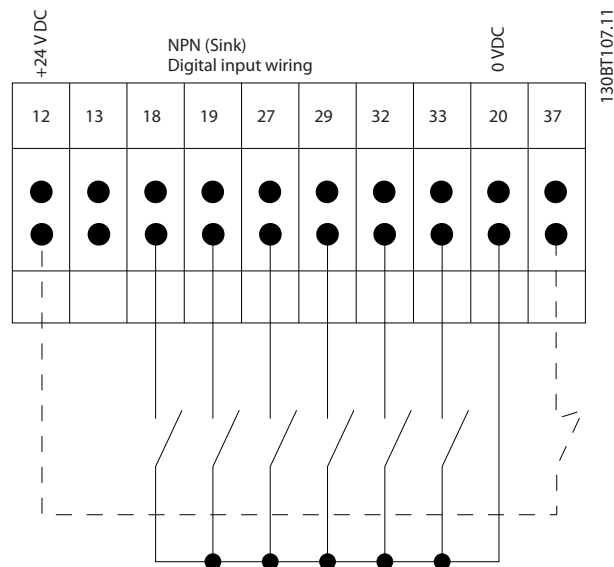 +24 V DC
NPN (Sink)
Digital input wiring
0 VDC
130BT107.11
12 13 18 19 27 29 32 33 20 37